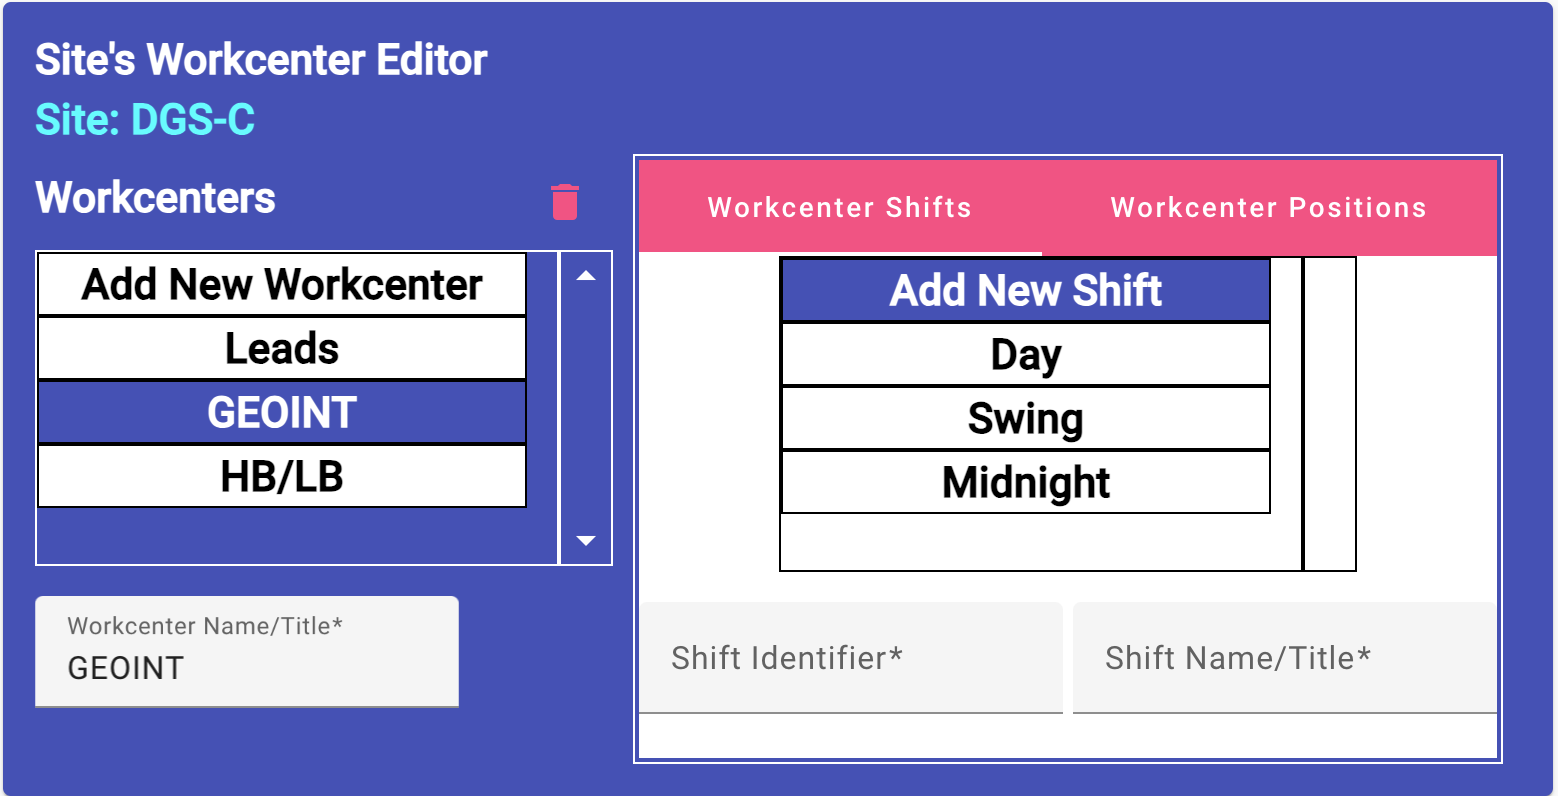 Site's Workcenter Editor
Site: DGS-C
Workcenters
Add New Workcenter
Leads
GEOINT
HB/LB
Workcenter Name/Title*
GEOINT
Workcenter Shifts
Workcenter Positions
Add New Shift
Day
Swing
Midnight
Shift Identifier*
Shift Name/Title*